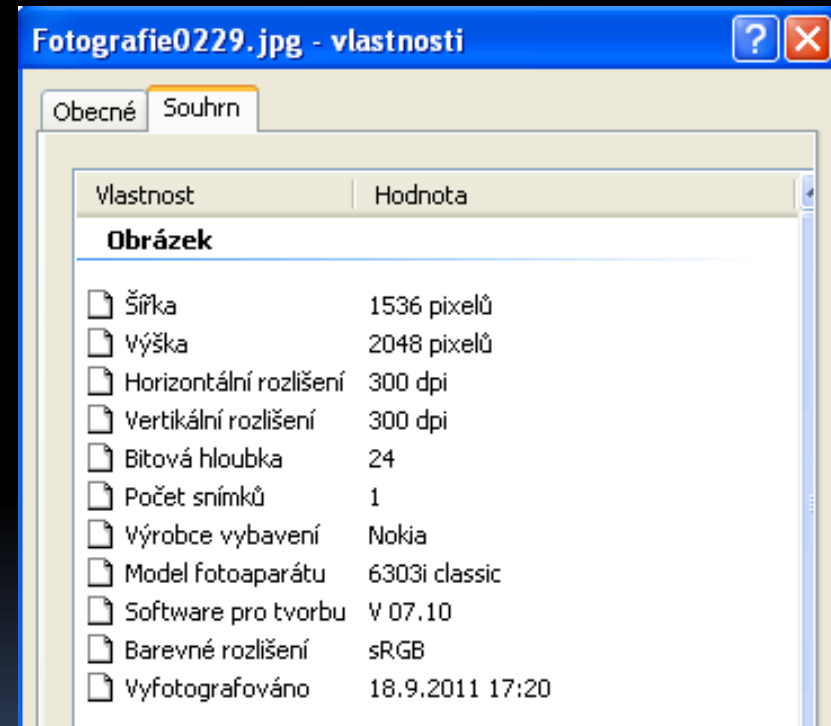 Fotografie0229.jpg - vlastnosti
Obecné Souhrn
Vlastnost Hodnota
Obrázek
Šířka 1536 pixelů
Výška 2048 pixelů
Horizontální rozlišení 300 dpi
Vertikální rozlišení 300 dpi
Bitová hloubka 24
Počet snímků 1
Výrobce vybavení Nokia
Model fotoaparátu 6303i classic
Software pro tvorbu V 07.10
Barevné rozlišení sRGB
Vyfotografováno 18.9.2011 17:20